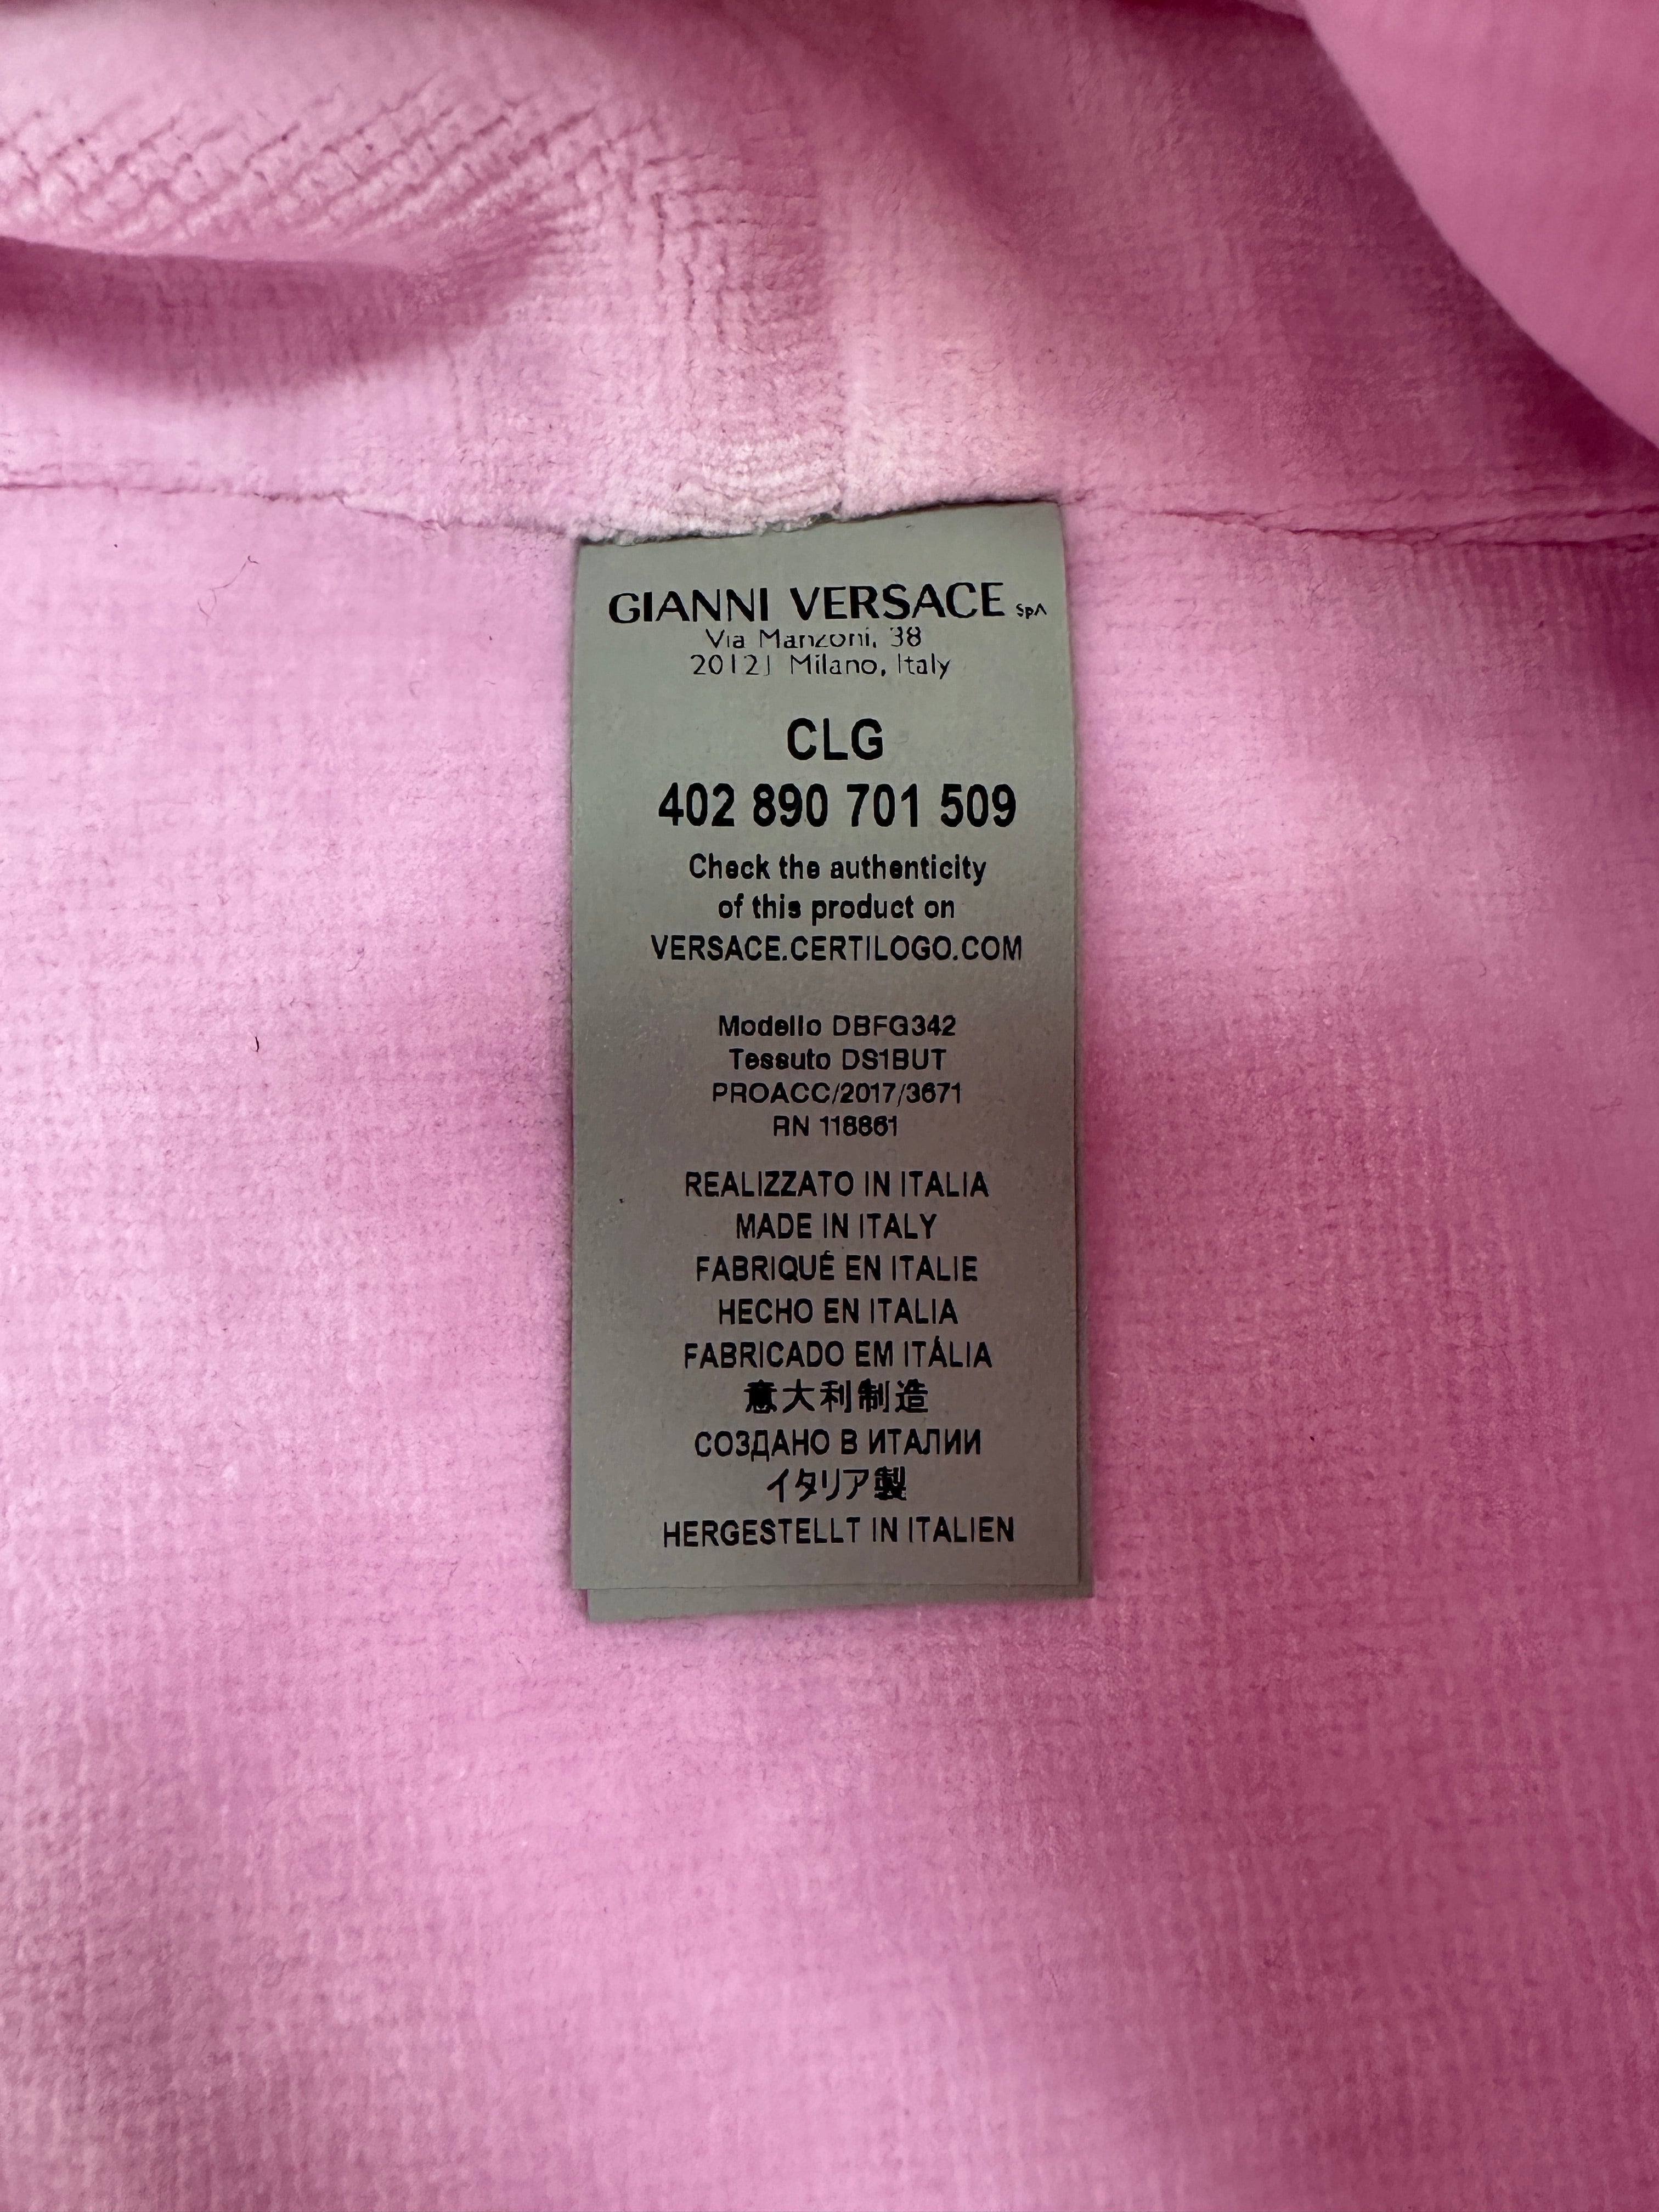 GIANNI VERSACE SpA
Via Manzoni, 38
20121 Milano, Italy
CLG
402 890 701 509
Check the authenticity
of this product on
VERSACE.CERTILOGO.COM
Modello DBFG342
Tessuto DS1BUT
PROACC/2017/3671
RN 118861
REALIZZATO IN ITALIA
MADE IN ITALY
FABRIQUÉ EN ITALIE
HECHO EN ITALIA
FABRICADO EM ITÁLIA
意大利制造
СОЗДАНО В ИТАЛИИ
イタリア製
HERGESTELLT IN ITALIEN